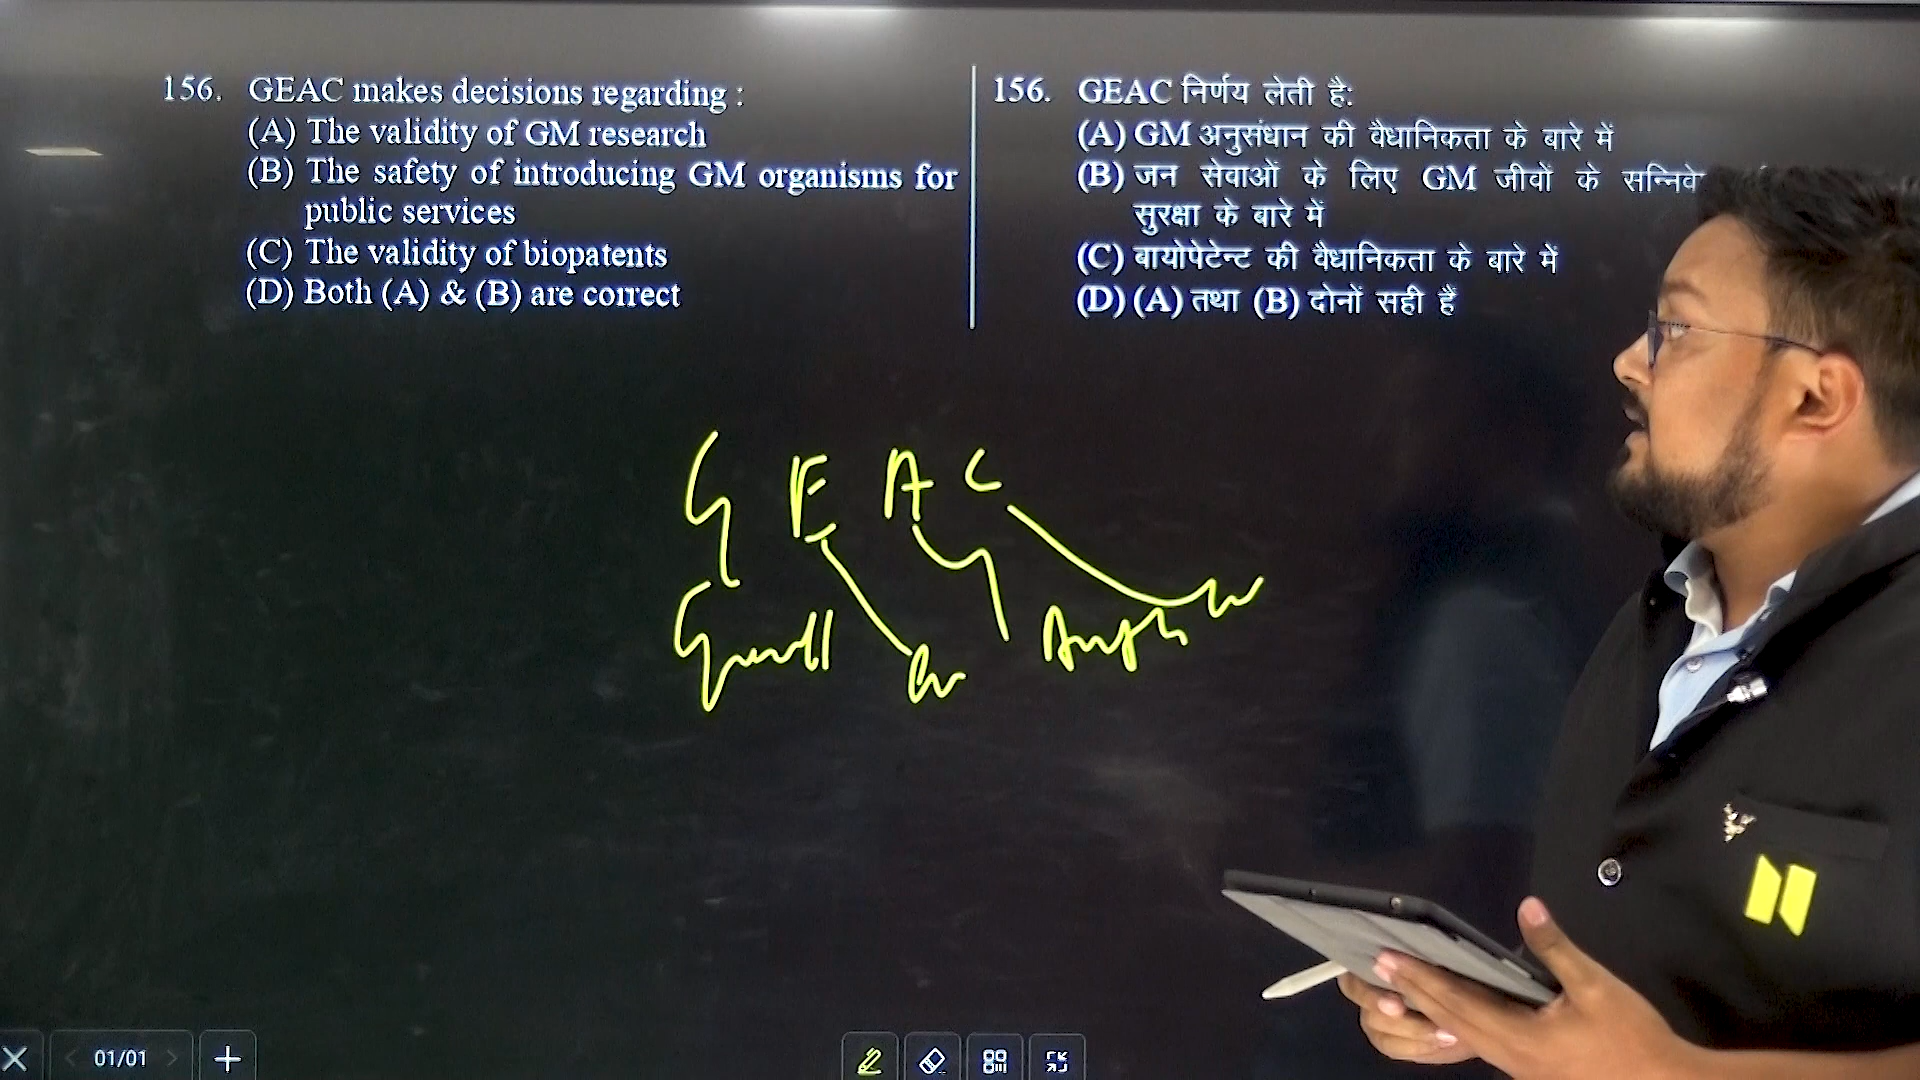 156. GEAC makes decisions regarding :
(A) The validity of GM research
(B) The safety of introducing GM organisms for
public services
(C) The validity of biopatents
(D) Both (A) & (B) are correct
156. GEAC निर्णय लेती है:
(A) GM अनुसंधान की वैधानिकता के बारे में
(B) जन सेवाओं के लिए GM जीवों के
सुरक्षा के बारे में
(C) बायोपेटेन्ट की वैधानिकता के बारे में
(D) (A) तथा (B) दोनों सही हैं
G E A C
01/01